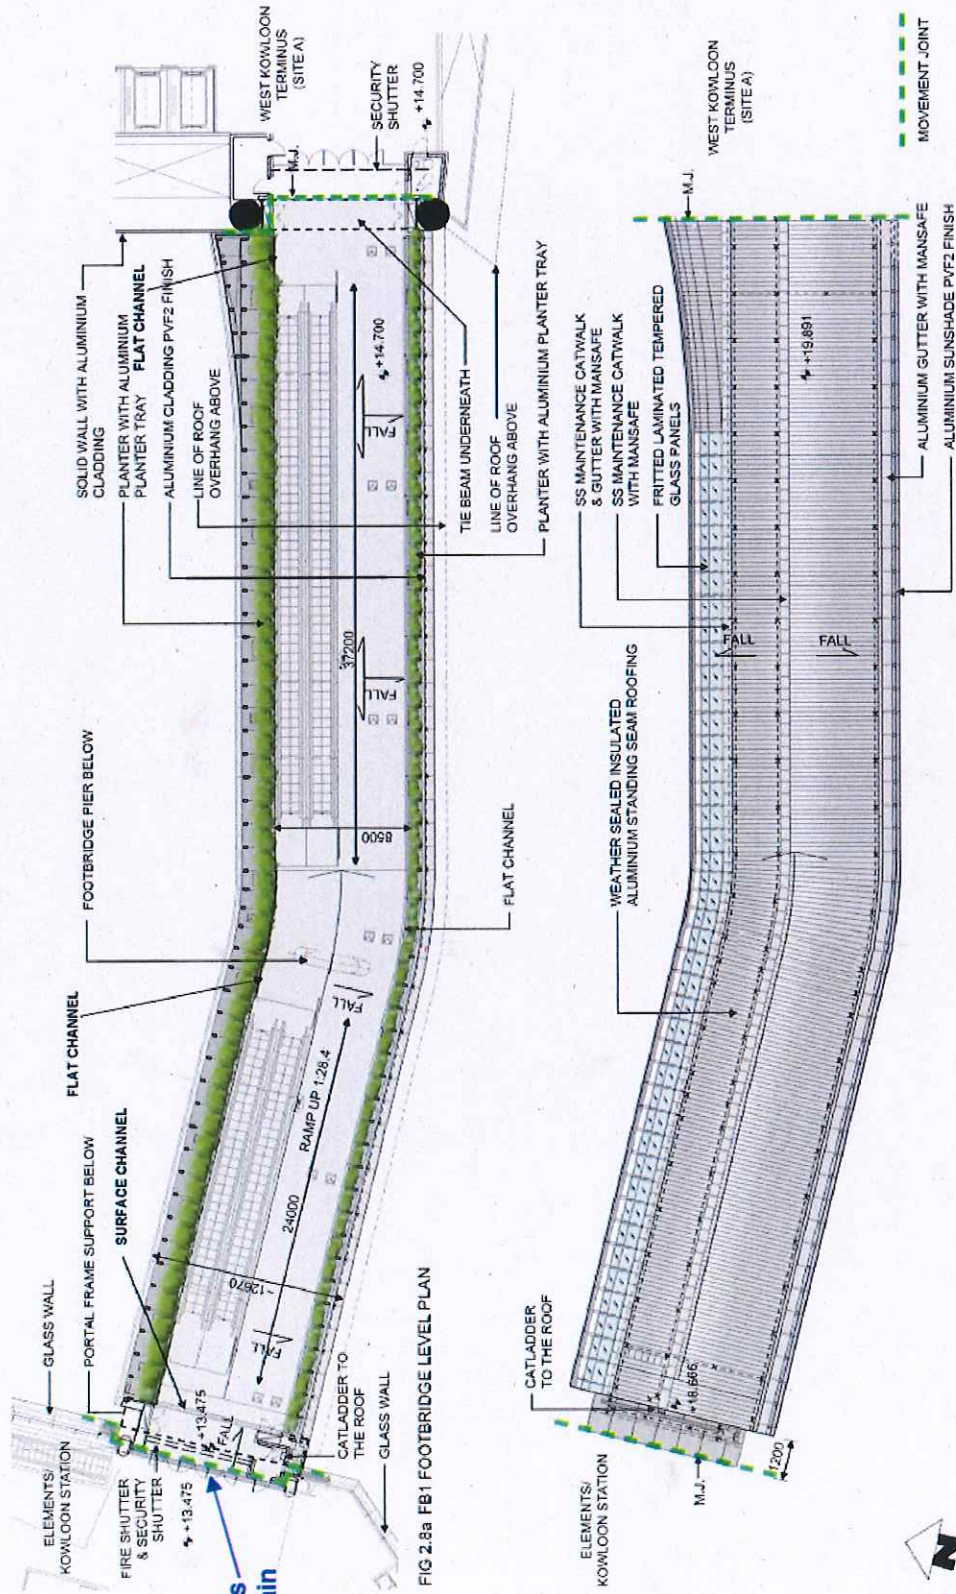 ELEMENTS/
KOWLOON STATION
GLASS WALL
PORTAL FRAME SUPPORT BELOW
SURFACE CHANNEL
FLAT CHANNEL
FOOTBRIDGE PIER BELOW
SOLID WALL WITH ALUMINIUM
CLADDING
PLANTER WITH ALUMINIUM
PLANTER TRAY
FLAT CHANNEL
ALUMINIUM CLADDING PVF2 FINISH
LINE OF ROOF
OVERHANG ABOVE
WEST KOWLOON
TERMINUS
(SITE A)
M.J.
SECURITY
SHUTTER
+14.700
FIRE SHUTTER
& SECURITY
SHUTTER
+13.475
+13.475
FALL
FALL
~12670
24000
RAMP UP 1:28.4
FALL
8500
37200
FALL
FALL
+14.700
CATLADDER TO
THE ROOF
GLASS WALL
FLAT CHANNEL
TIE BEAM UNDERNEATH
LINE OF ROOF
OVERHANG ABOVE
PLANTER WITH ALUMINIUM PLANTER TRAY
s
ain
FIG 2.8a FB1 FOOTBRIDGE LEVEL PLAN
ELEMENTS/
KOWLOON STATION
CATLADDER
TO THE ROOF
WEATHER SEALED INSULATED
ALUMINIUM STANDING SEAM ROOFING
SS MAINTENANCE CATWALK
& GUTTER WITH MANSAFE
SS MAINTENANCE CATWALK
WITH MANSAFE
FRITTED LAMINATED TEMPERED
GLASS PANELS
M.J.
WEST KOWLOON
TERMINUS
(SITE A)
+18.666
FALL
FALL
+19.891
M.J.
1200
ALUMINIUM GUTTER WITH MANSAFE
ALUMINIUM SUNSHADE PVF2 FINISH
MOVEMENT JOINT
N